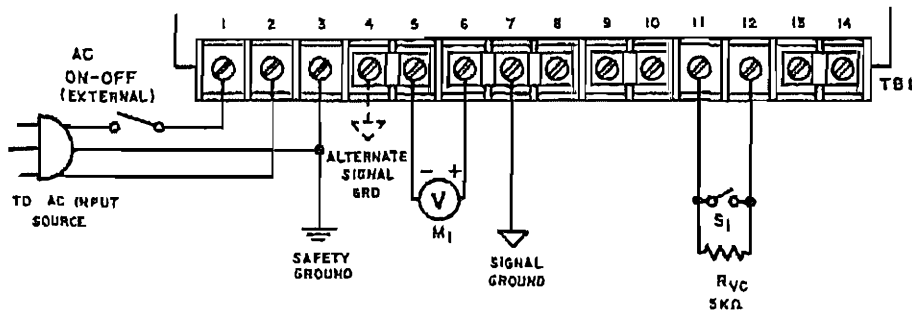 1 2 3 4 5 6 7 8 9 10 11 12 13 14
TB1
AC
ON-OFF
(EXTERNAL)
TO AC INPUT
SOURCE
ALTERNATE
SIGNAL
GRD
- +
V
M1
SAFETY
GROUND
SIGNAL
GROUND
S1
RVC
5KΩ